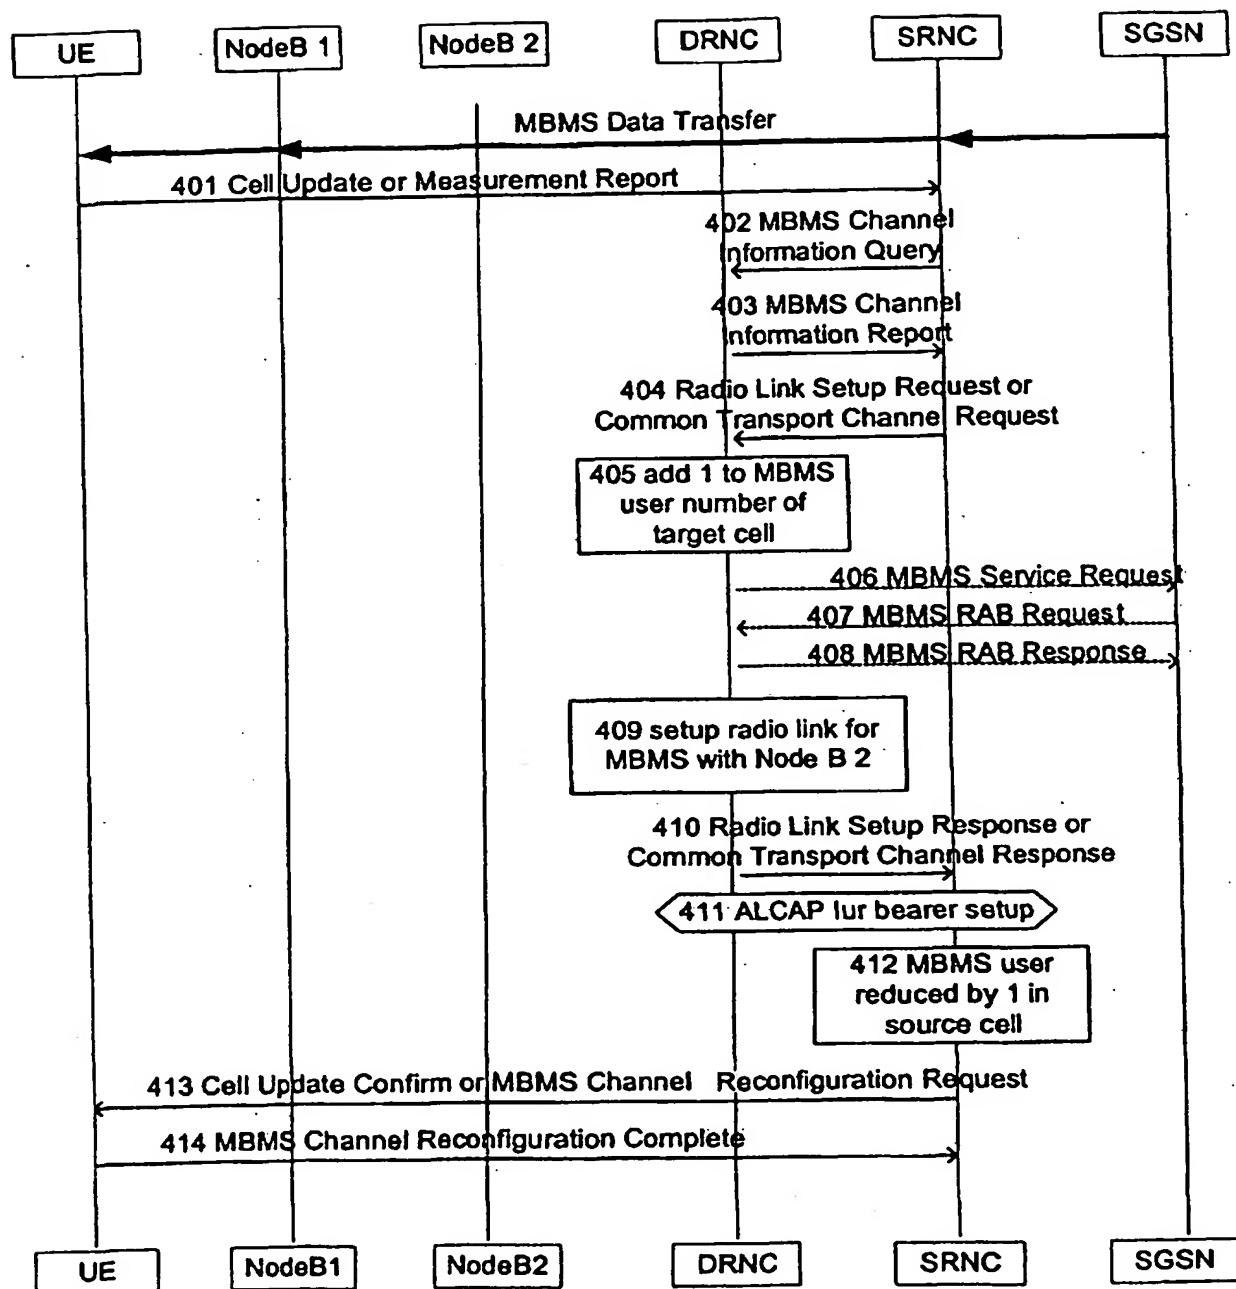 UE
NodeB 1
NodeB 2
DRNC
SRNC
SGSN
MBMS Data Transfer
401 Cell Update or Measurement Report
402 MBMS Channel
Information Query
403 MBMS Channel
Information Report
404 Radio Link Setup Request or
Common Transport Channel Request
405 add 1 to MBMS
user number of
target cell
406 MBMS Service Request
407 MBMS RAB Request
408 MBMS RAB Response
409 setup radio link for
MBMS with Node B 2
410 Radio Link Setup Response or
Common Transport Channel Response
411 ALCAP Iur bearer setup
412 MBMS user
reduced by 1 in
source cell
413 Cell Update Confirm or MBMS Channel Reconfiguration Request
414 MBMS Channel Reconfiguration Complete
UE
NodeB1
NodeB2
DRNC
SRNC
SGSN